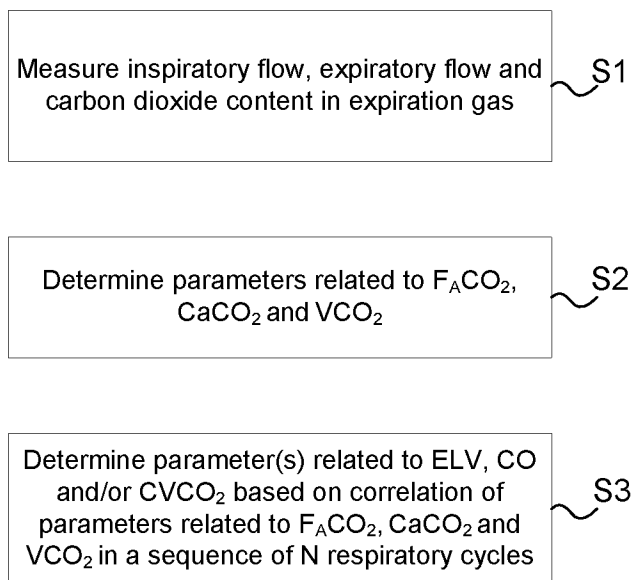 Measure inspiratory flow, expiratory flow and
carbon dioxide content in expiration gas
S1
Determine parameters related to FACO₂,
CaCO₂ and VCO₂
S2
Determine parameter(s) related to ELV, CO
and/or CVCO₂ based on correlation of
parameters related to FACO₂, CaCO₂ and
VCO₂ in a sequence of N respiratory cycles
S3